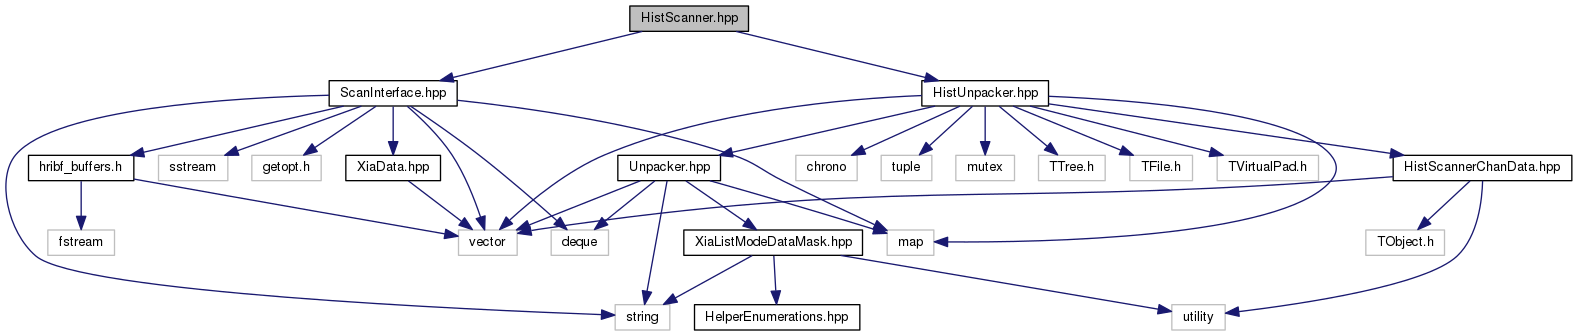 HistScanner.hpp
ScanInterface.hpp
HistUnpacker.hpp
hribf_buffers.h
sstream
getopt.h
XiaData.hpp
Unpacker.hpp
chrono
tuple
mutex
TTree.h
TFile.h
TVirtualPad.h
HistScannerChanData.hpp
fstream
vector
deque
XiaListModeDataMask.hpp
map
TObject.h
string
HelperEnumerations.hpp
utility